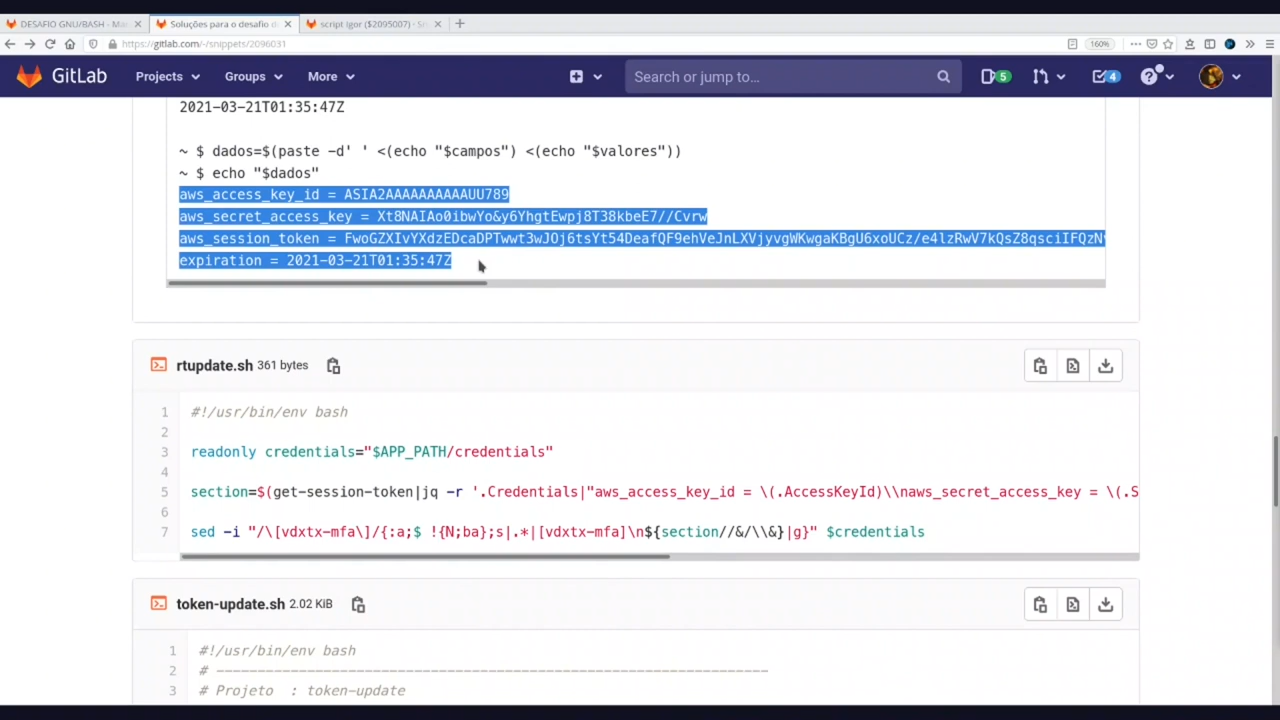 DESAFIO GNU/BASH - Ma
Soluções para o desafio d
script Igor ($2095007) · Sn
https://gitlab.com/-/snippets/2096031
160%
GitLab
Projects
Groups
More
Search or jump to...
5
4
2021-03-21T01:35:47Z
~ $ dados=$(paste -d' ' <(echo "$campos") <(echo "$valores"))
~ $ echo "$dados"
aws_access_key_id = ASIA2AAAAAAAAAAUU789
aws_secret_access_key = Xt8NAIAo0ibwYo&y6YhgtEwpj8T38kbeE7//Cvrw
aws_session_token = FwoGZXIvYXdzEDcaDPTwwt3wJOj6tsYt54DeafQF9ehVeJnLXVjyvgWKwgaKBgU6xoUCz/e4lzRwV7kQsZ8qsciIFQzN
expiration = 2021-03-21T01:35:47Z
rtupdate.sh 361 bytes
1 #!/usr/bin/env bash
2
3 readonly credentials="$APP_PATH/credentials"
4
5 section=$(get-session-token|jq -r '.Credentials|"aws_access_key_id = \(.AccessKeyId)\\naws_secret_access_key = \(.S
6
7 sed -i "/\[vdxtx-mfa\]/{:a;$ !{N;ba};s|.*|[vdxtx-mfa]\n${section//&/\\&}|g}" $credentials
token-update.sh 2.02 KiB
1 #!/usr/bin/env bash
2 # -------------------------------------------------------------------
3 # Projeto : token-update